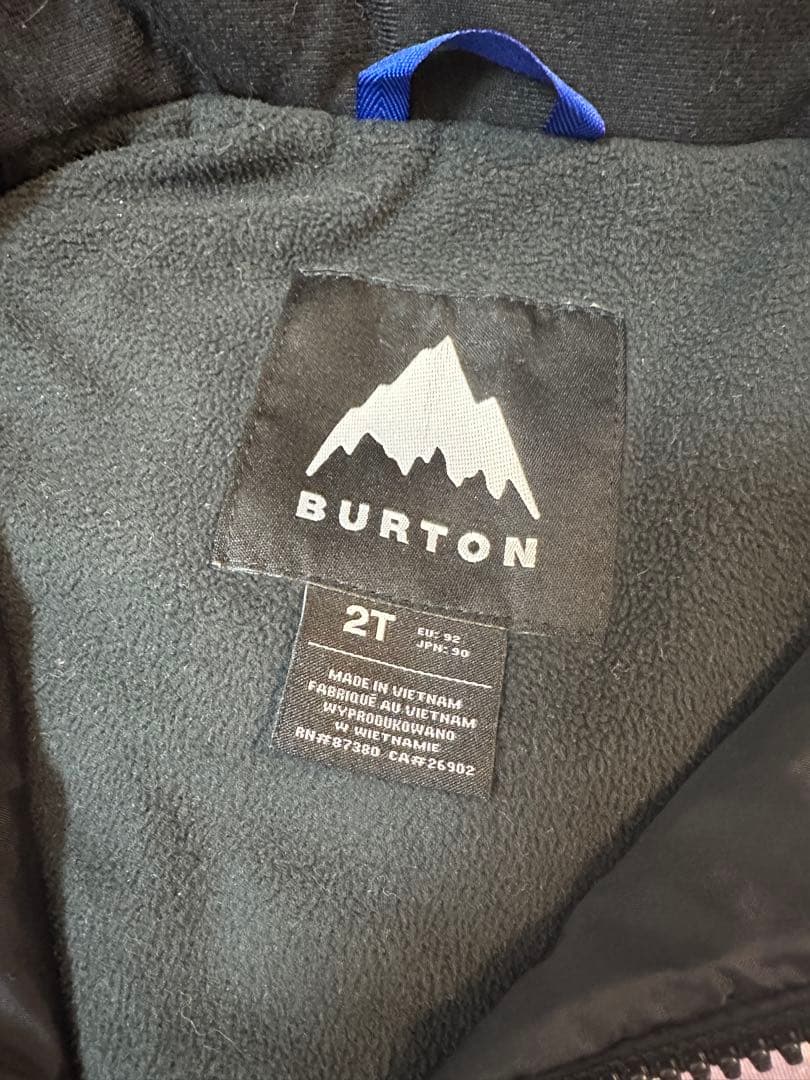 BURTON
2T
EU: 92
JPN: 90
MADE IN VIETNAM
FABRIQUÉ AU VIETNAM
WYPRODUKOWANO
W WIETNAMIE
RN#87380 CA#26902